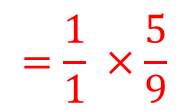 = 1/1 × 5/9